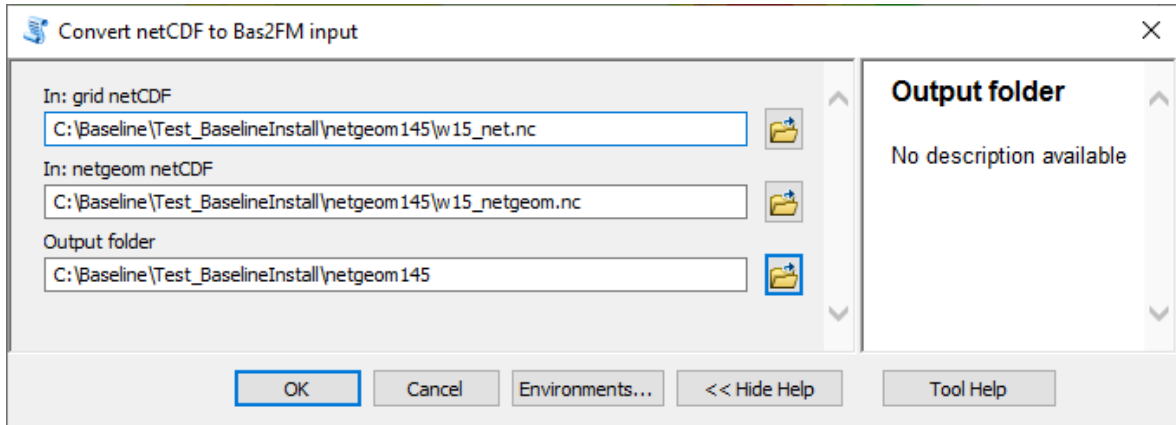 Convert netCDF to Bas2FM input
In: grid netCDF
C:\Baseline\Test_BaselineInstall\netgeom145\w15_net.nc
In: netgeom netCDF
C:\Baseline\Test_BaselineInstall\netgeom145\w15_netgeom.nc
Output folder
C:\Baseline\Test_BaselineInstall\netgeom145
Output folder
No description available
OK
Cancel
Environments...
<< Hide Help
Tool Help